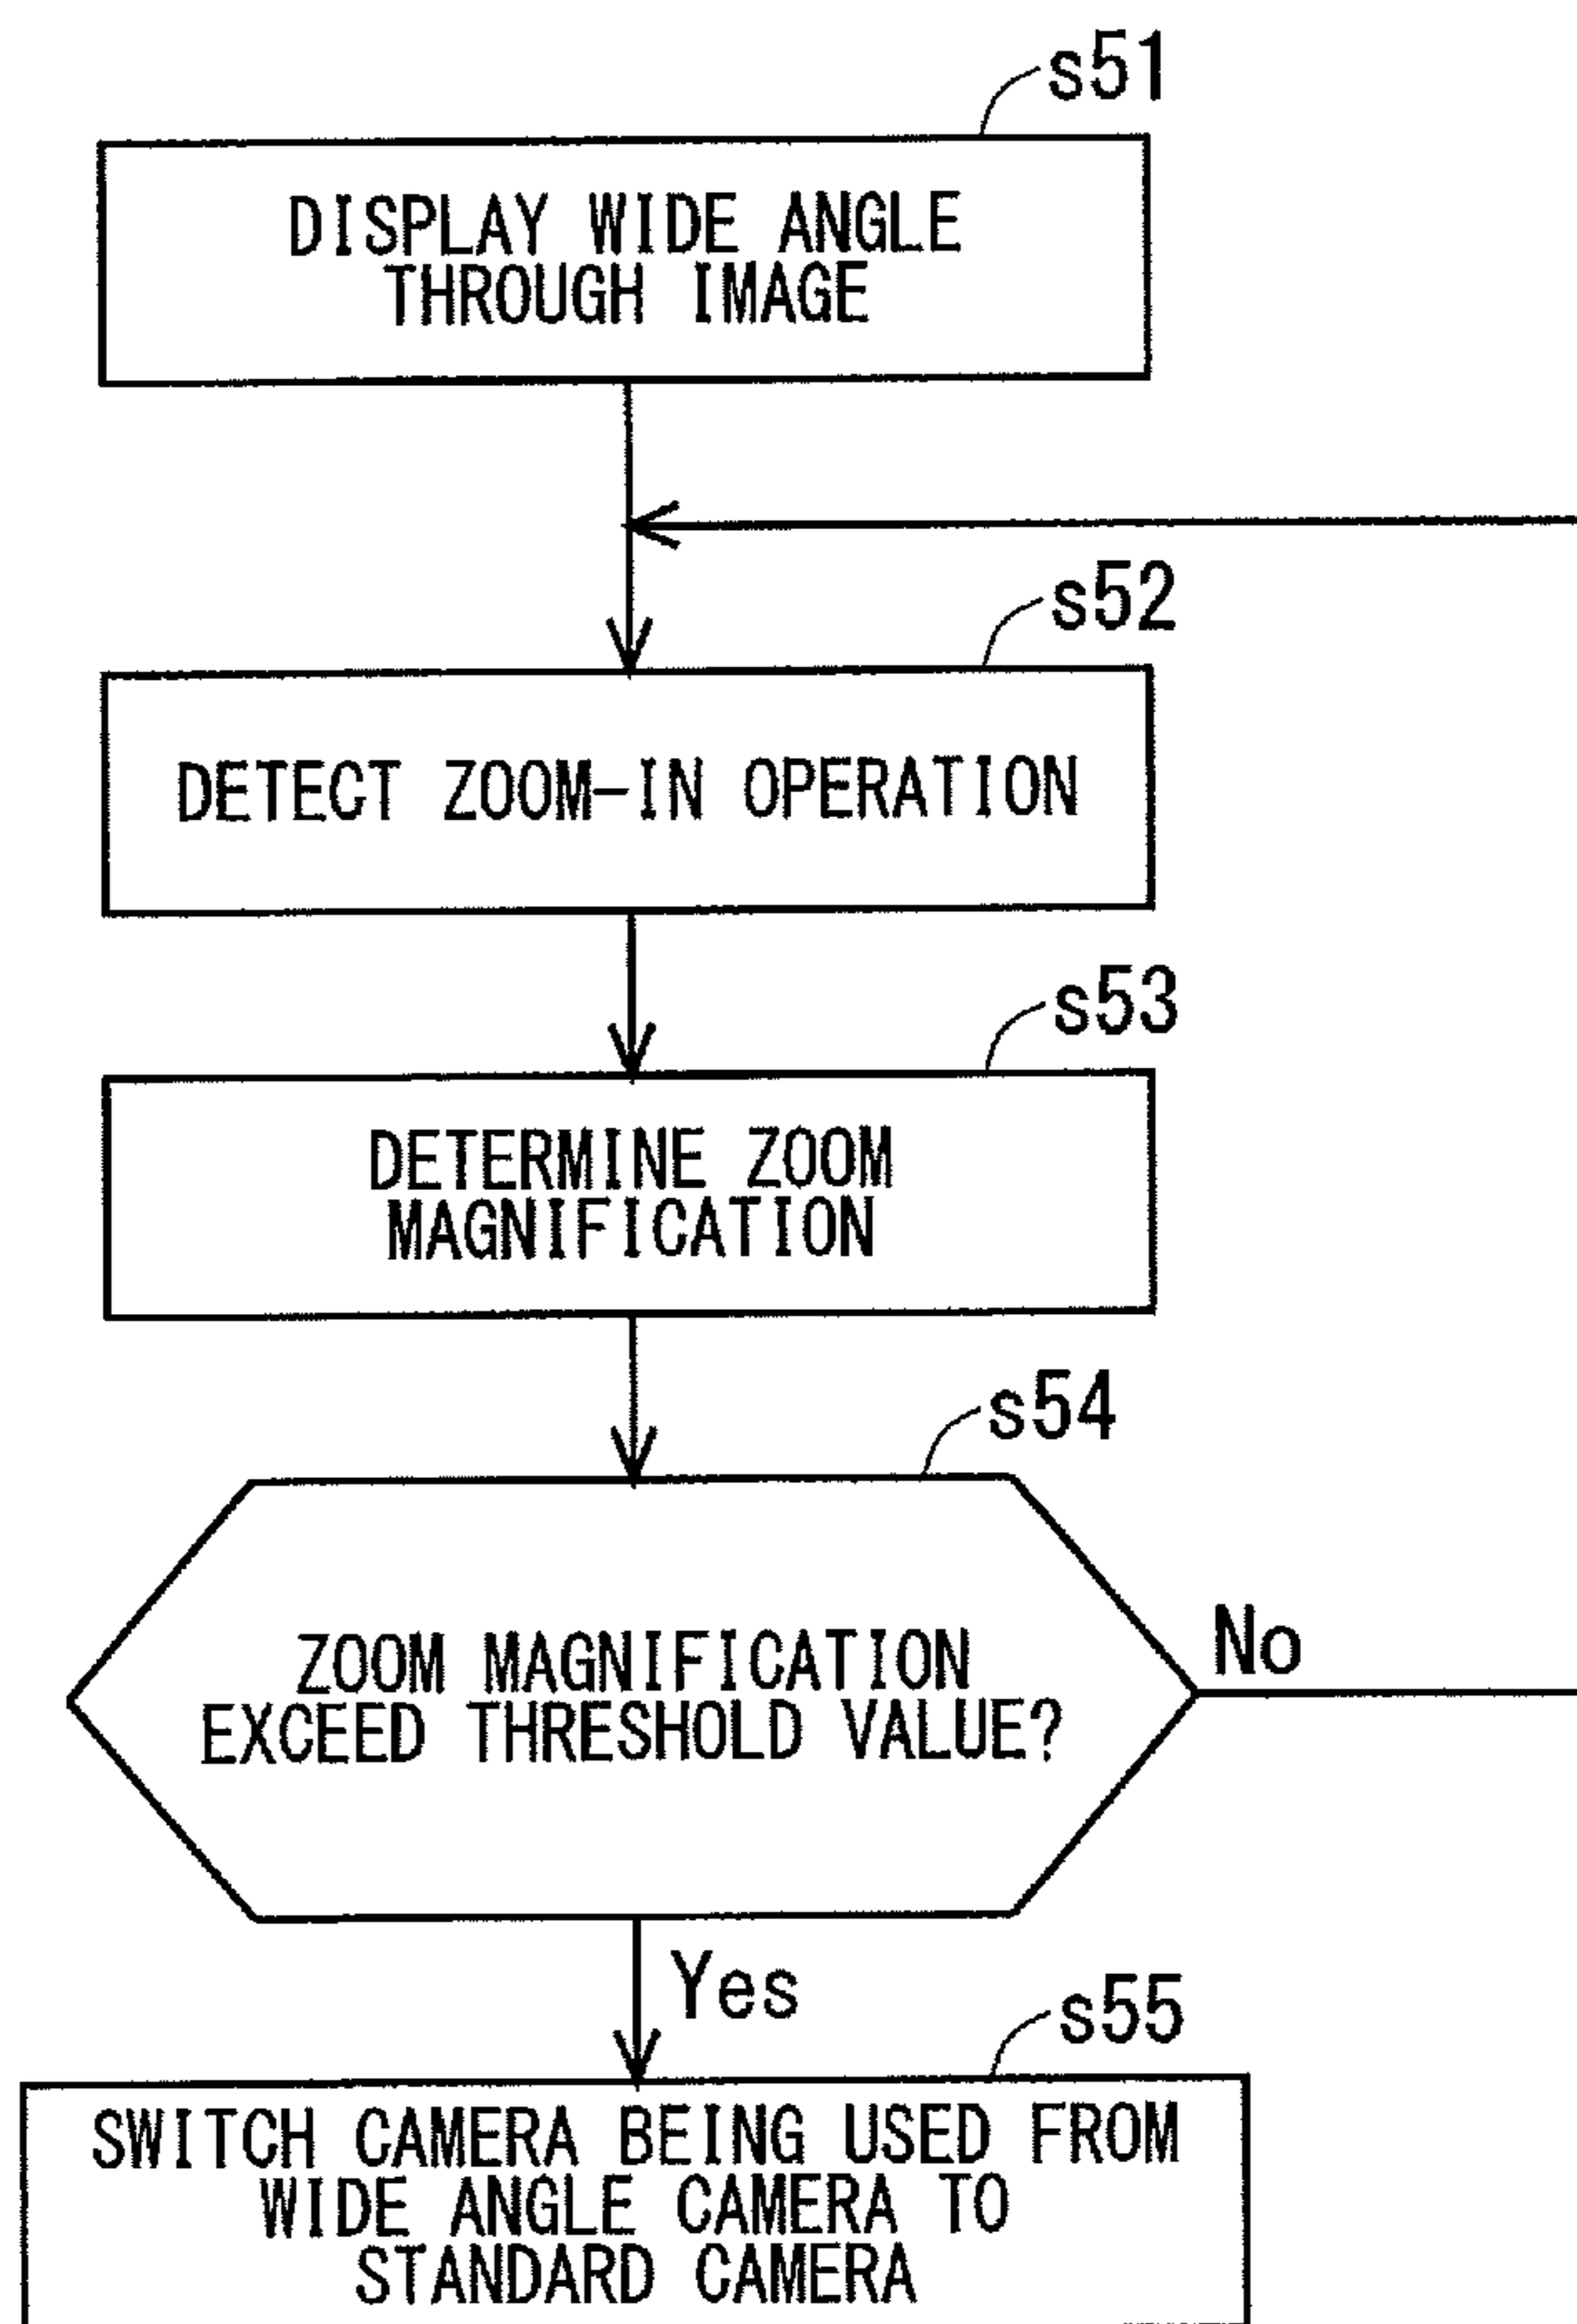 s51
DISPLAY WIDE ANGLE
THROUGH IMAGE
s52
DETECT ZOOM-IN OPERATION
s53
DETERMINE ZOOM
MAGNIFICATION
s54
ZOOM MAGNIFICATION
EXCEED THRESHOLD VALUE?
No
Yes
s55
SWITCH CAMERA BEING USED FROM
WIDE ANGLE CAMERA TO
STANDARD CAMERA